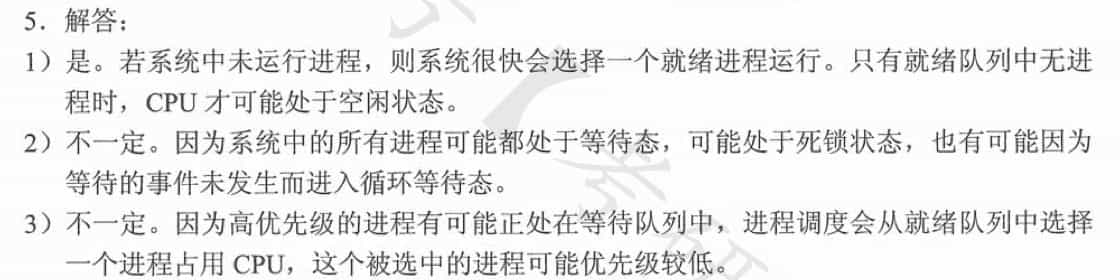 5．解答：
1）是。若系统中未运行进程，则系统很快会选择一个就绪进程运行。只有就绪队列中无进
程时，CPU 才可能处于空闲状态。
2）不一定。因为系统中的所有进程可能都处于等待态，可能处于死锁状态，也有可能因为
等待的事件未发生而进入循环等待态。
3）不一定。因为高优先级的进程有可能正处在等待队列中，进程调度会从就绪队列中选择
一个进程占用 CPU，这个被选中的进程可能优先级较低。